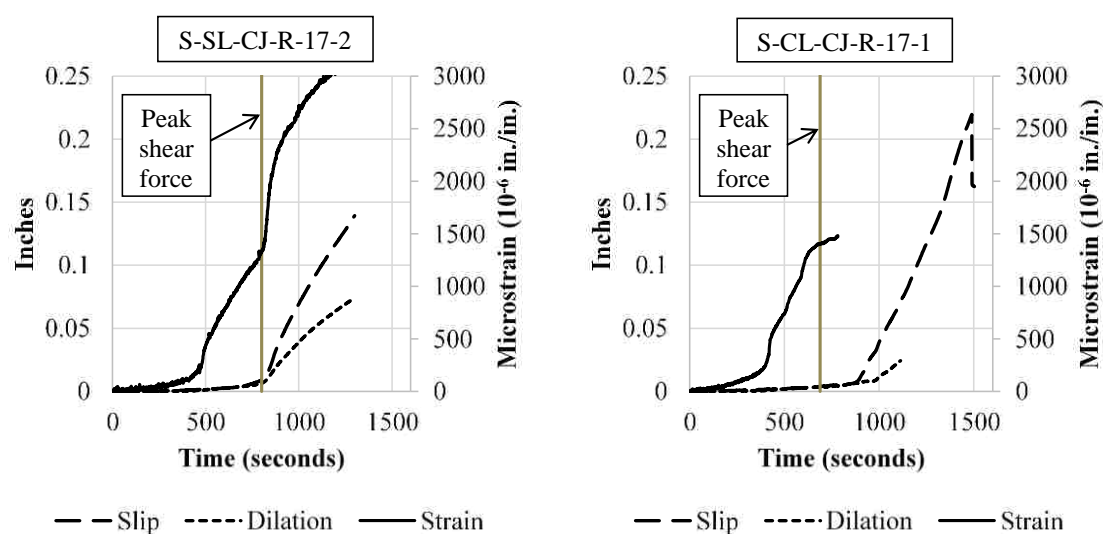 S-SL-CJ-R-17-2
0.25
0.2
0.15
0.1
0.05
0
Inches
Peak
shear
force
3000
2500
2000
1500
1000
500
0
Microstrain (10⁻⁶ in./in.)
0 500 1000 1500
Time (seconds)
Slip Dilation Strain
S-CL-CJ-R-17-1
0.25
0.2
0.15
0.1
0.05
0
Inches
Peak
shear
force
3000
2500
2000
1500
1000
500
0
Microstrain (10⁻⁶ in./in.)
0 500 1000 1500
Time (seconds)
Slip Dilation Strain